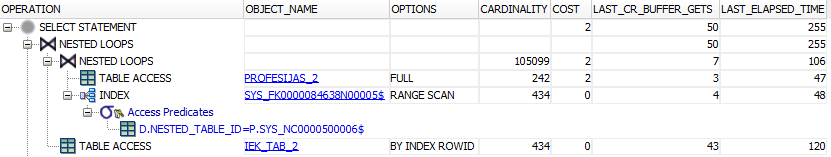 OPERATION OBJECT_NAME OPTIONS CARDINALITY COST LAST_CR_BUFFER_GETS LAST_ELAPSED_TIME
SELECT STATEMENT 2 50 255
NESTED LOOPS 50 255
NESTED LOOPS 105099 2 7 106
TABLE ACCESS PROFESIJAS_2 FULL 242 2 3 47
INDEX SYS_FK0000084638N00005$ RANGE SCAN 434 0 4 48
Access Predicates
D.NESTED_TABLE_ID=P.SYS_NC0000500006$
TABLE ACCESS IEK_TAB_2 BY INDEX ROWID 434 0 43 120